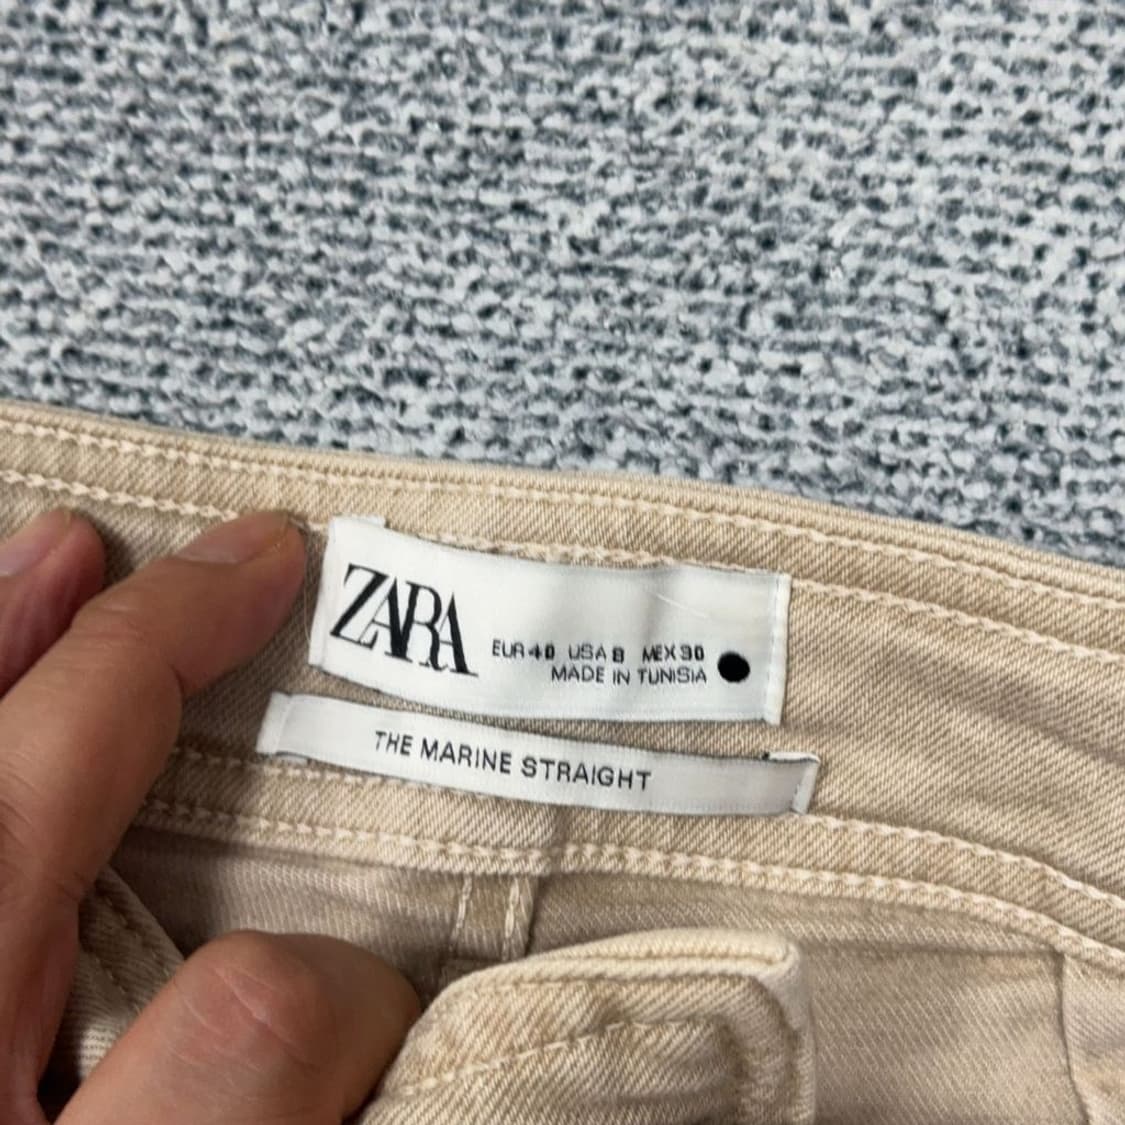 ZARA
EUR 40 USA 8 MEX 30
MADE IN TUNISIA
THE MARINE STRAIGHT